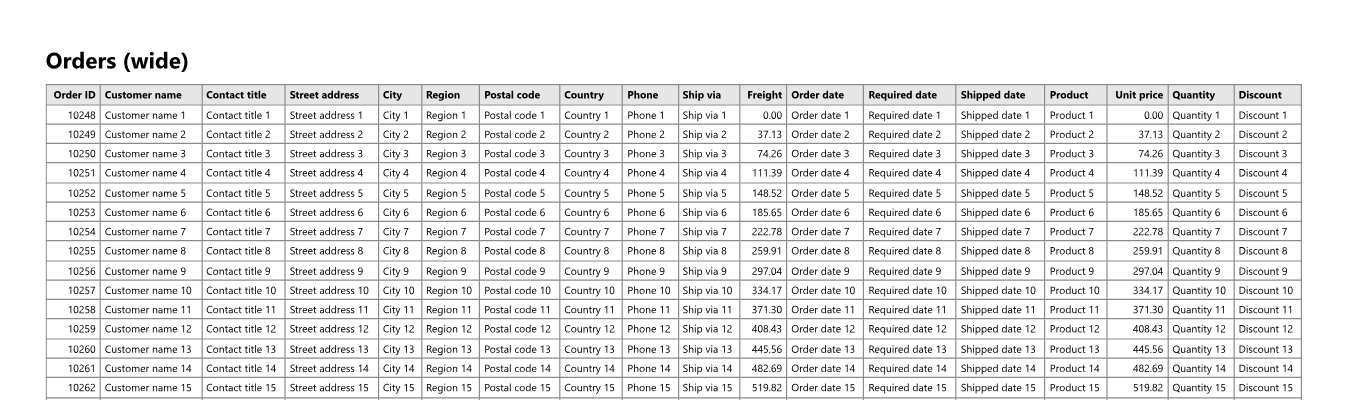 Orders (wide)
Order ID Customer name Contact title Street address City Region Postal code Country Phone Ship via Freight Order date Required date Shipped date Product Unit price Quantity Discount
10248 Customer name 1 Contact title 1 Street address 1 City 1 Region 1 Postal code 1 Country 1 Phone 1 Ship via 1 0.00 Order date 1 Required date 1 Shipped date 1 Product 1 0.00 Quantity 1 Discount 1
10249 Customer name 2 Contact title 2 Street address 2 City 2 Region 2 Postal code 2 Country 2 Phone 2 Ship via 2 37.13 Order date 2 Required date 2 Shipped date 2 Product 2 37.13 Quantity 2 Discount 2
10250 Customer name 3 Contact title 3 Street address 3 City 3 Region 3 Postal code 3 Country 3 Phone 3 Ship via 3 74.26 Order date 3 Required date 3 Shipped date 3 Product 3 74.26 Quantity 3 Discount 3
10251 Customer name 4 Contact title 4 Street address 4 City 4 Region 4 Postal code 4 Country 4 Phone 4 Ship via 4 111.39 Order date 4 Required date 4 Shipped date 4 Product 4 111.39 Quantity 4 Discount 4
10252 Customer name 5 Contact title 5 Street address 5 City 5 Region 5 Postal code 5 Country 5 Phone 5 Ship via 5 148.52 Order date 5 Required date 5 Shipped date 5 Product 5 148.52 Quantity 5 Discount 5
10253 Customer name 6 Contact title 6 Street address 6 City 6 Region 6 Postal code 6 Country 6 Phone 6 Ship via 6 185.65 Order date 6 Required date 6 Shipped date 6 Product 6 185.65 Quantity 6 Discount 6
10254 Customer name 7 Contact title 7 Street address 7 City 7 Region 7 Postal code 7 Country 7 Phone 7 Ship via 7 222.78 Order date 7 Required date 7 Shipped date 7 Product 7 222.78 Quantity 7 Discount 7
10255 Customer name 8 Contact title 8 Street address 8 City 8 Region 8 Postal code 8 Country 8 Phone 8 Ship via 8 259.91 Order date 8 Required date 8 Shipped date 8 Product 8 259.91 Quantity 8 Discount 8
10256 Customer name 9 Contact title 9 Street address 9 City 9 Region 9 Postal code 9 Country 9 Phone 9 Ship via 9 297.04 Order date 9 Required date 9 Shipped date 9 Product 9 297.04 Quantity 9 Discount 9
10257 Customer name 10 Contact title 10 Street address 10 City 10 Region 10 Postal code 10 Country 10 Phone 10 Ship via 10 334.17 Order date 10 Required date 10 Shipped date 10 Product 10 334.17 Quantity 10 Discount 10
10258 Customer name 11 Contact title 11 Street address 11 City 11 Region 11 Postal code 11 Country 11 Phone 11 Ship via 11 371.30 Order date 11 Required date 11 Shipped date 11 Product 11 371.30 Quantity 11 Discount 11
10259 Customer name 12 Contact title 12 Street address 12 City 12 Region 12 Postal code 12 Country 12 Phone 12 Ship via 12 408.43 Order date 12 Required date 12 Shipped date 12 Product 12 408.43 Quantity 12 Discount 12
10260 Customer name 13 Contact title 13 Street address 13 City 13 Region 13 Postal code 13 Country 13 Phone 13 Ship via 13 445.56 Order date 13 Required date 13 Shipped date 13 Product 13 445.56 Quantity 13 Discount 13
10261 Customer name 14 Contact title 14 Street address 14 City 14 Region 14 Postal code 14 Country 14 Phone 14 Ship via 14 482.69 Order date 14 Required date 14 Shipped date 14 Product 14 482.69 Quantity 14 Discount 14
10262 Customer name 15 Contact title 15 Street address 15 City 15 Region 15 Postal code 15 Country 15 Phone 15 Ship via 15 519.82 Order date 15 Required date 15 Shipped date 15 Product 15 519.82 Quantity 15 Discount 15